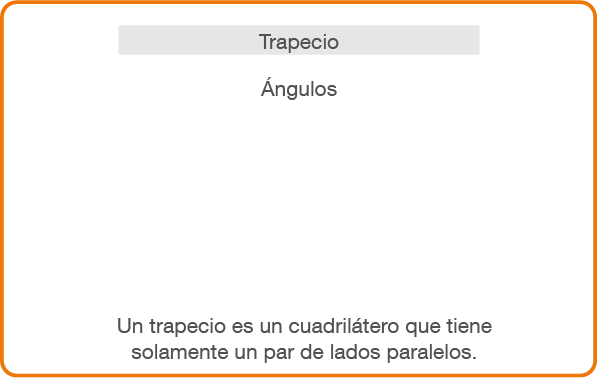 Trapecio
Ángulos
Un trapecio es un cuadrilátero que tiene
solamente un par de lados paralelos.